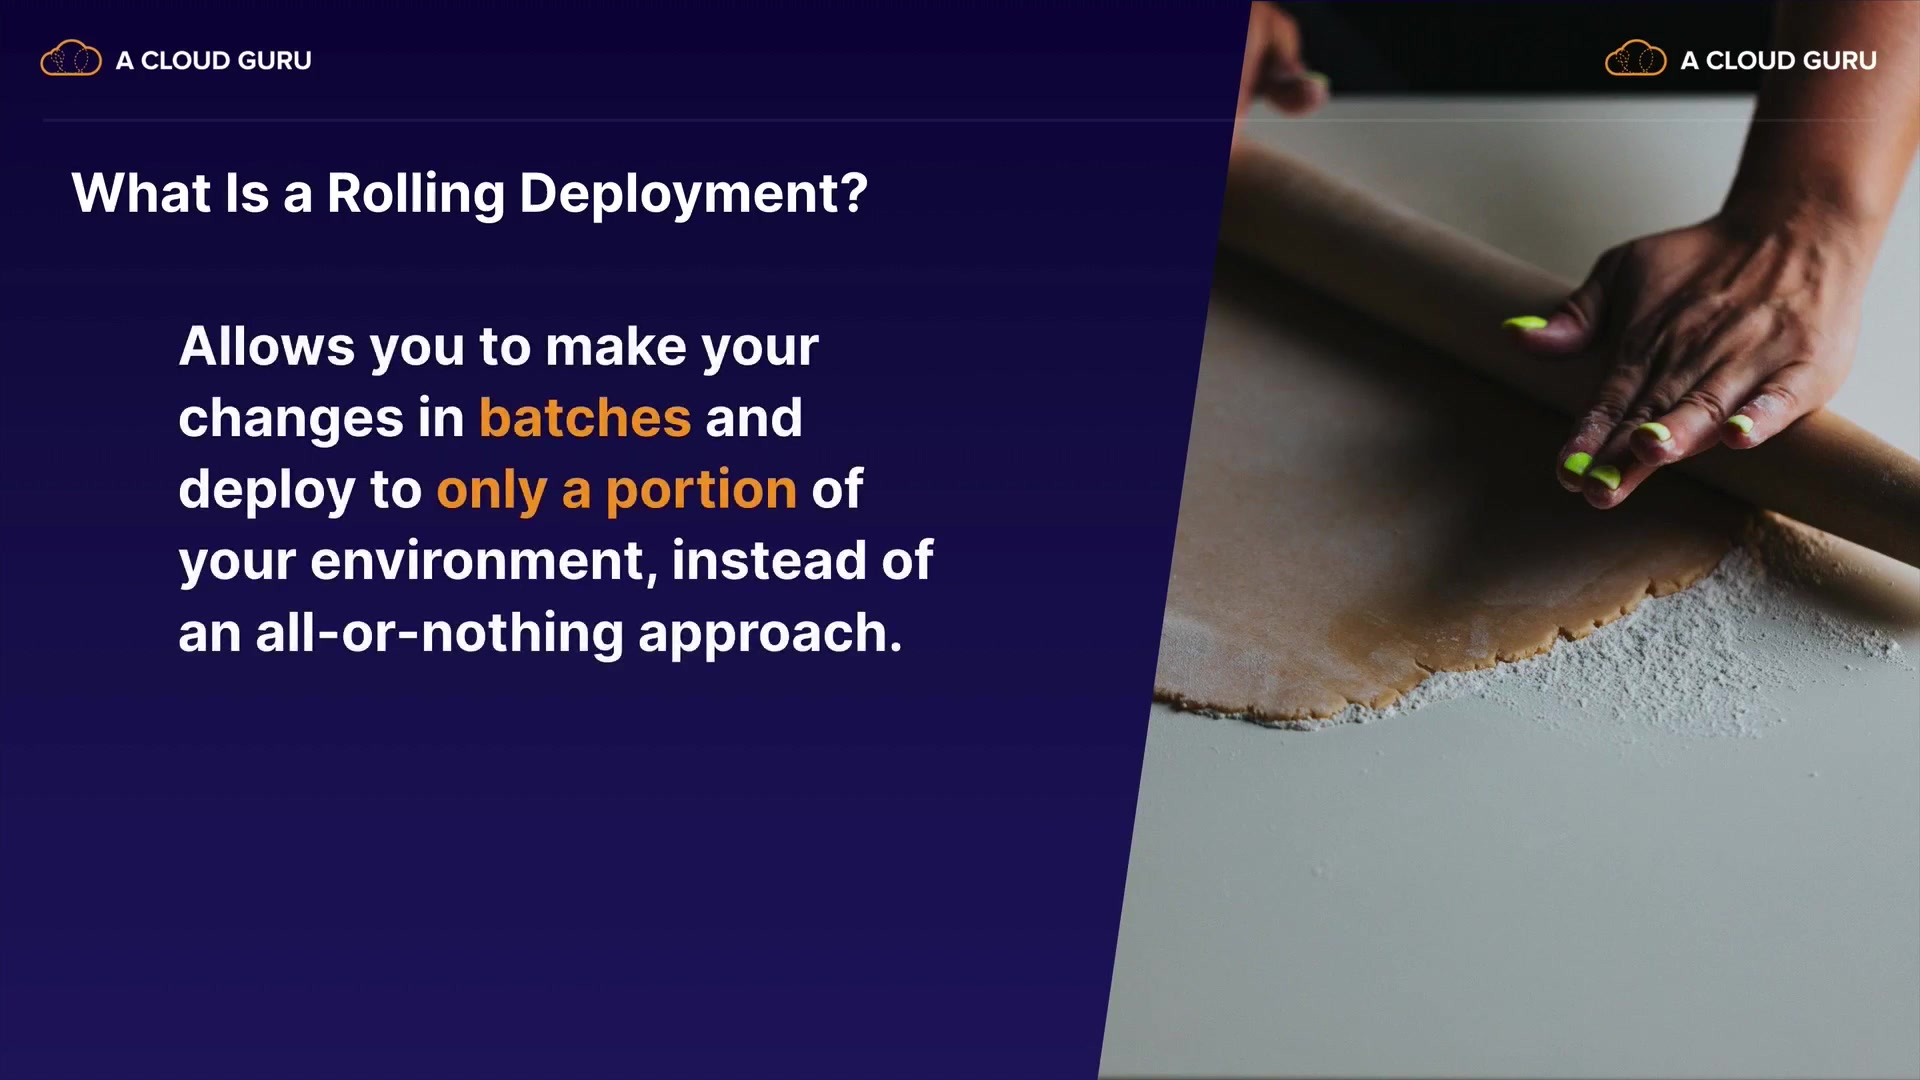 A CLOUD GURU
A CLOUD GURU
What Is a Rolling Deployment?
Allows you to make your
changes in batches and
deploy to only a portion of
your environment, instead of
an all-or-nothing approach.